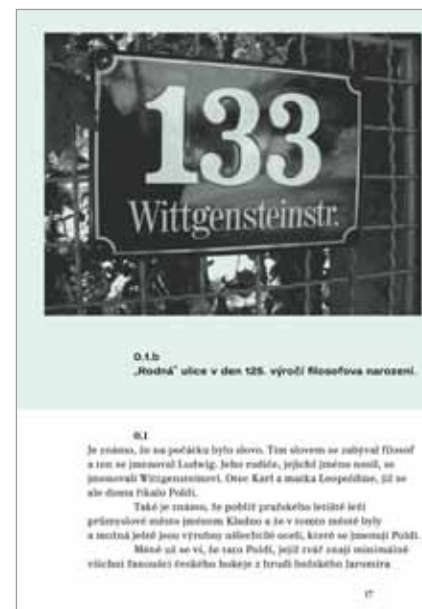 133
Wittgensteinstr.
0.1.b
„Rodná“ ulice v den 125. výročí filosofova narození.
0.1
Je známo, že na počátku bylo slovo. Tím slovem se zabýval filosof
a ten se jmenoval Ludwig. Jeho rodiče, jejichž jméno nosil, se
jmenovali Wittgensteinovi. Otec Karl a matka Leopoldine, jíž se
ale doma říkalo Poldi.
Také je známo, že poblíž pražského letiště leží
průmyslové město jménem Kladno a že v tomto městě byly
a možná ještě jsou výrobny ušlechtilé oceli, které se jmenují Poldi.
Méně už se ví, že tato Poldi, jejíž tvář znají minimálně
všichni fanoušci českého hokeje z hrudi božského Jaromíra
17